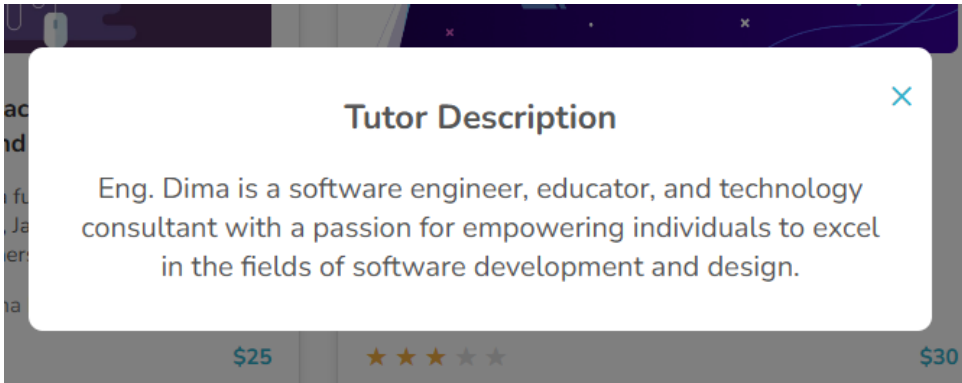 Tutor Description
Eng. Dima is a software engineer, educator, and technology
consultant with a passion for empowering individuals to excel
in the fields of software development and design.
$25
$30